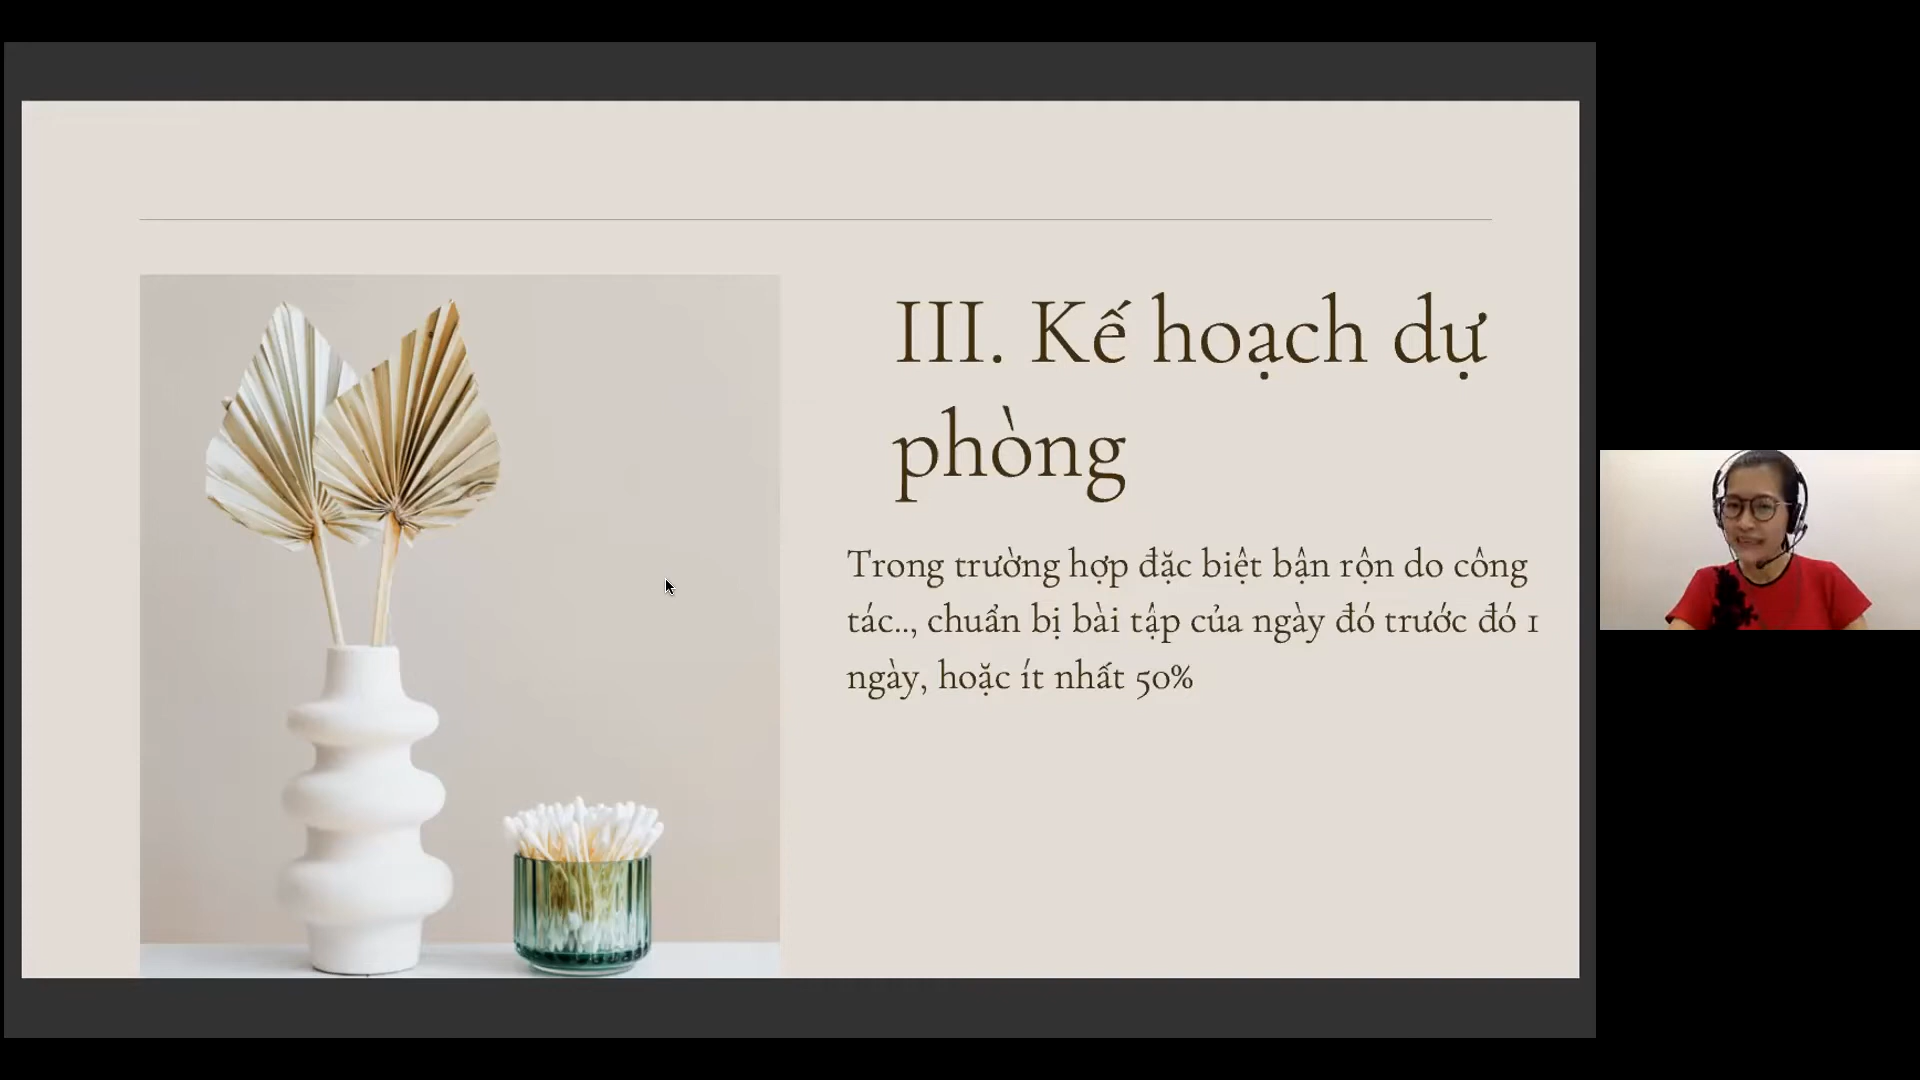 III. Kế hoạch dự
phòng
Trong trường hợp đặc biệt bận rộn do công
tác.., chuẩn bị bài tập của ngày đó trước đó 1
ngày, hoặc ít nhất 50%